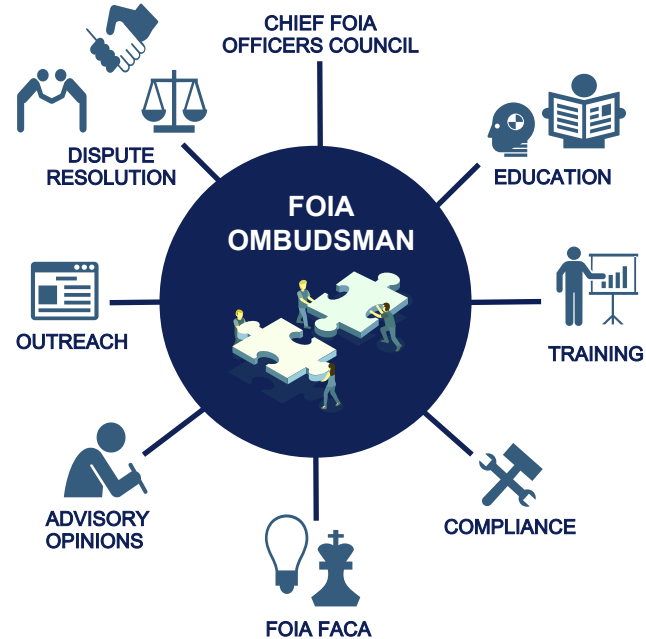 CHIEF FOIA
OFFICERS COUNCIL
DISPUTE
RESOLUTION
EDUCATION
FOIA
OMBUDSMAN
OUTREACH
TRAINING
ADVISORY
OPINIONS
COMPLIANCE
FOIA FACA